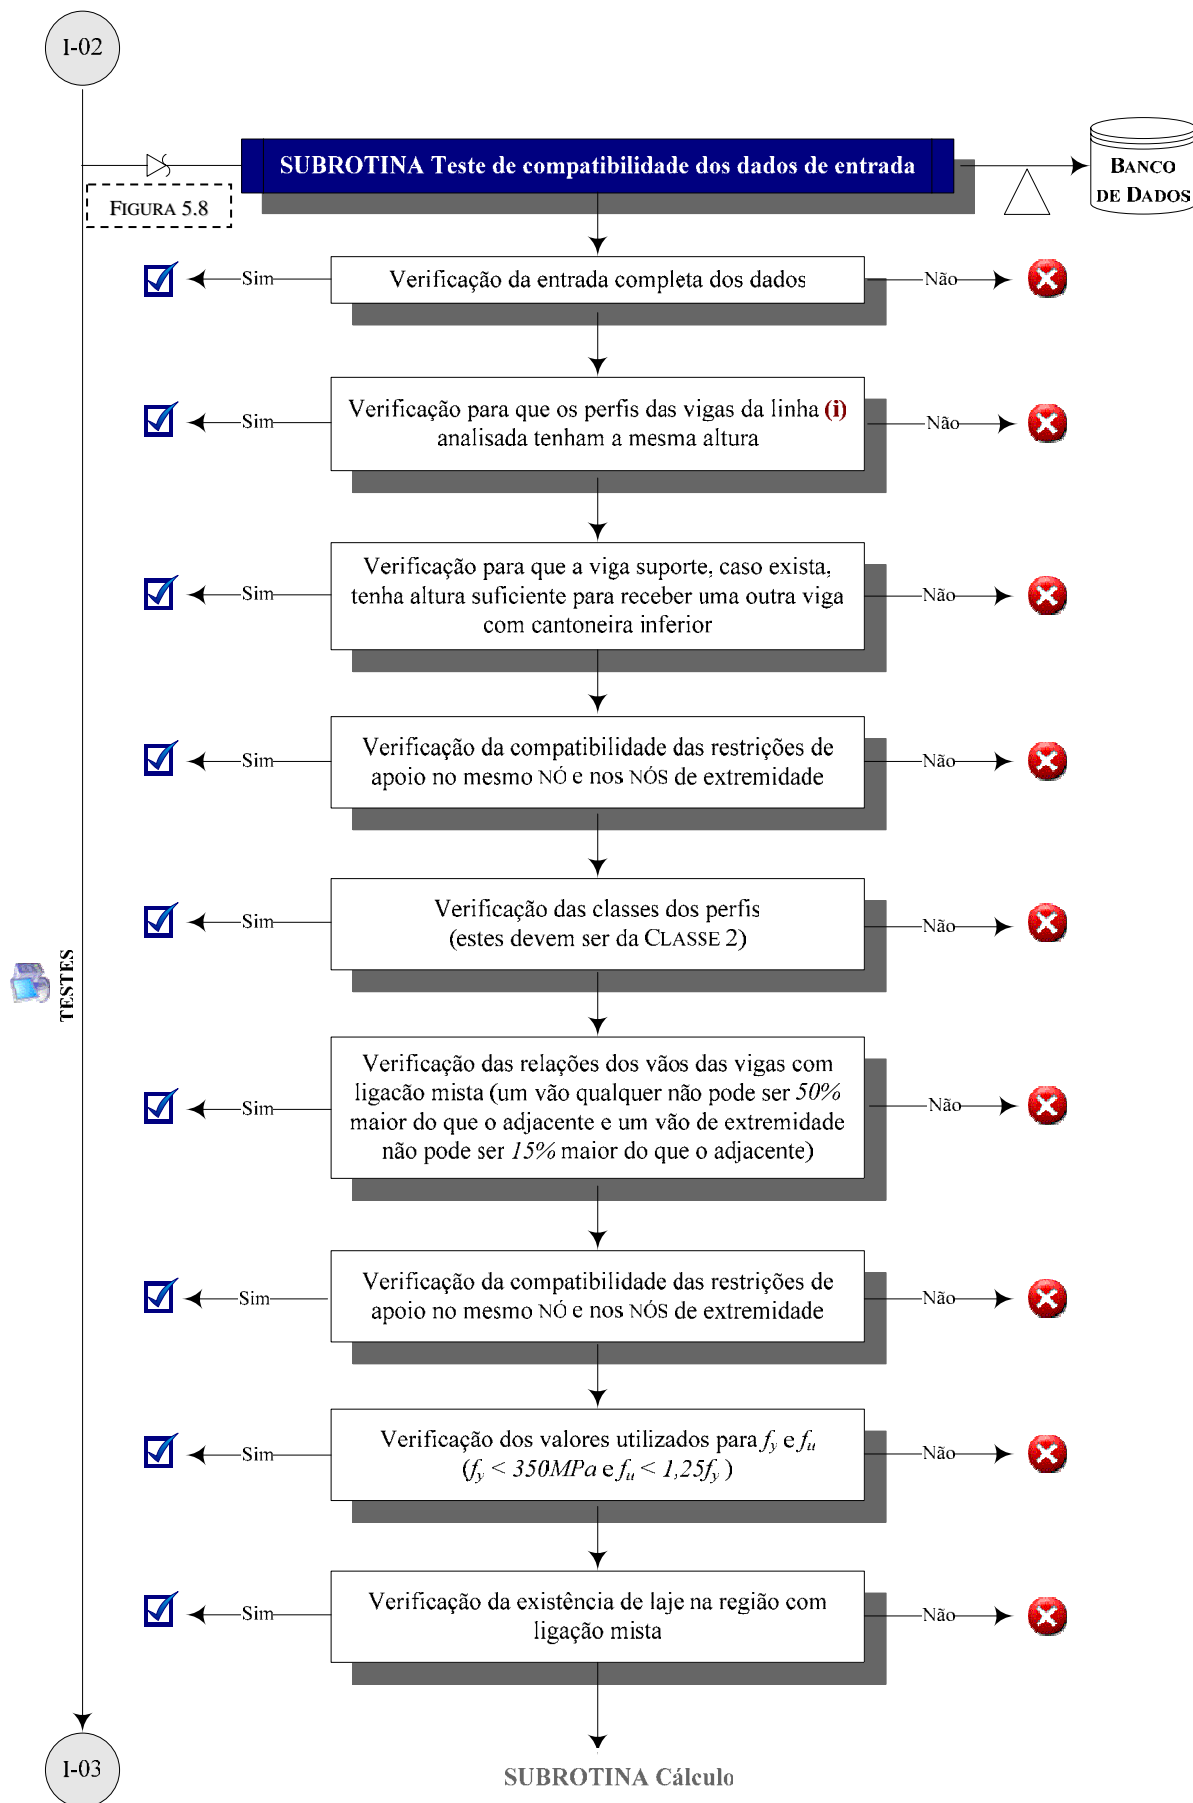 I-02
SUBROTINA Teste de compatibilidade dos dados de entrada
BANCO
DE DADOS
FIGURA 5.8
Sim
Verificação da entrada completa dos dados
Não
Sim
Verificação para que os perfis das vigas da linha (i)
analisada tenham a mesma altura
Não
Sim
Verificação para que a viga suporte, caso exista,
tenha altura suficiente para receber uma outra viga
com cantoneira inferior
Não
Sim
Verificação da compatibilidade das restrições de
apoio no mesmo NÓ e nos NÓS de extremidade
Não
Sim
Verificação das classes dos perfis
(estes devem ser da CLASSE 2)
Não
TESTES
Sim
Verificação das relações dos vãos das vigas com
ligacão mista (um vão qualquer não pode ser 50%
maior do que o adjacente e um vão de extremidade
não pode ser 15% maior do que o adjacente)
Não
Sim
Verificação da compatibilidade das restrições de
apoio no mesmo NÓ e nos NÓS de extremidade
Não
Sim
Verificação dos valores utilizados para fy e fu
(fy < 350MPa e fu < 1,25fy )
Não
Sim
Verificação da existência de laje na região com
ligação mista
Não
I-03
SUBROTINA Cálculo